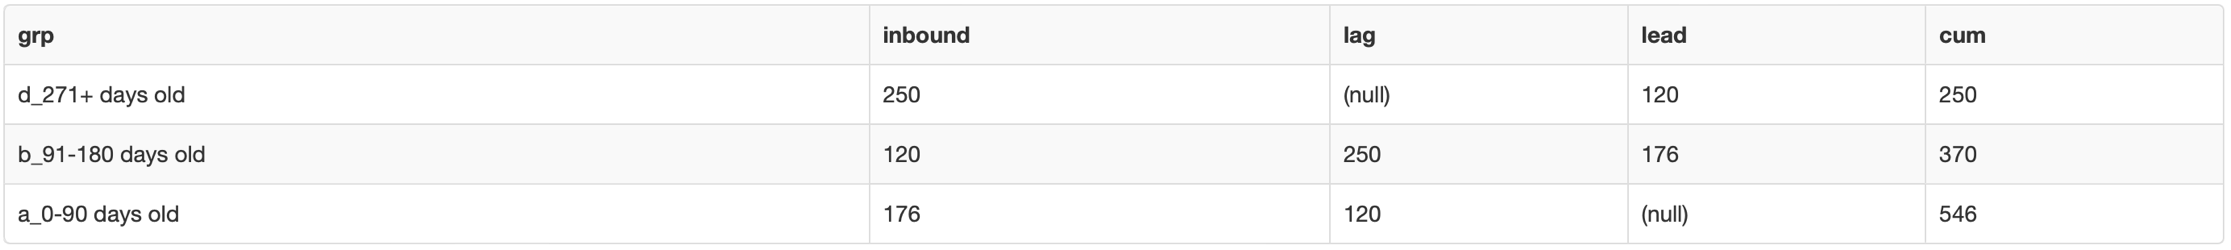 grp inbound lag lead cum
d_271+ days old 250 (null) 120 250
b_91-180 days old 120 250 176 370
a_0-90 days old 176 120 (null) 546